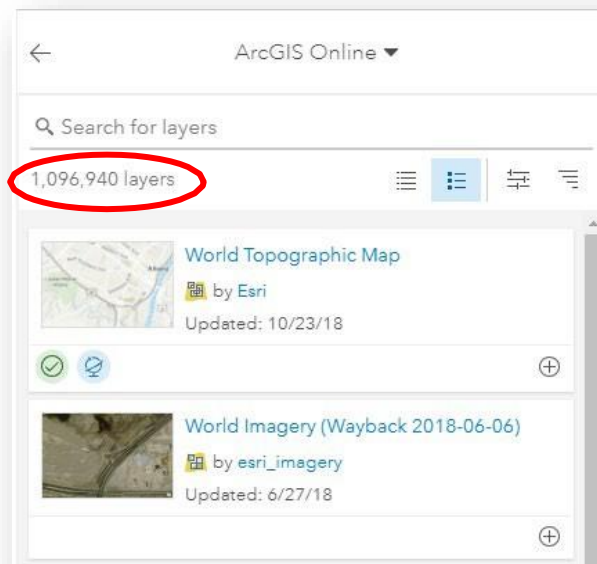 ArcGIS Online
Search for layers
1,096,940 layers
World Topographic Map
by Esri
Updated: 10/23/18
World Imagery (Wayback 2018-06-06)
by esri_imagery
Updated: 6/27/18